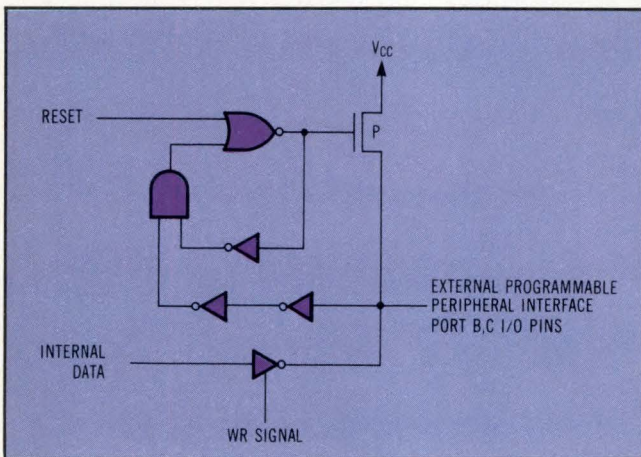 VCC
RESET
P
EXTERNAL PROGRAMMABLE
PERIPHERAL INTERFACE
PORT B,C I/O PINS
INTERNAL
DATA
WR SIGNAL